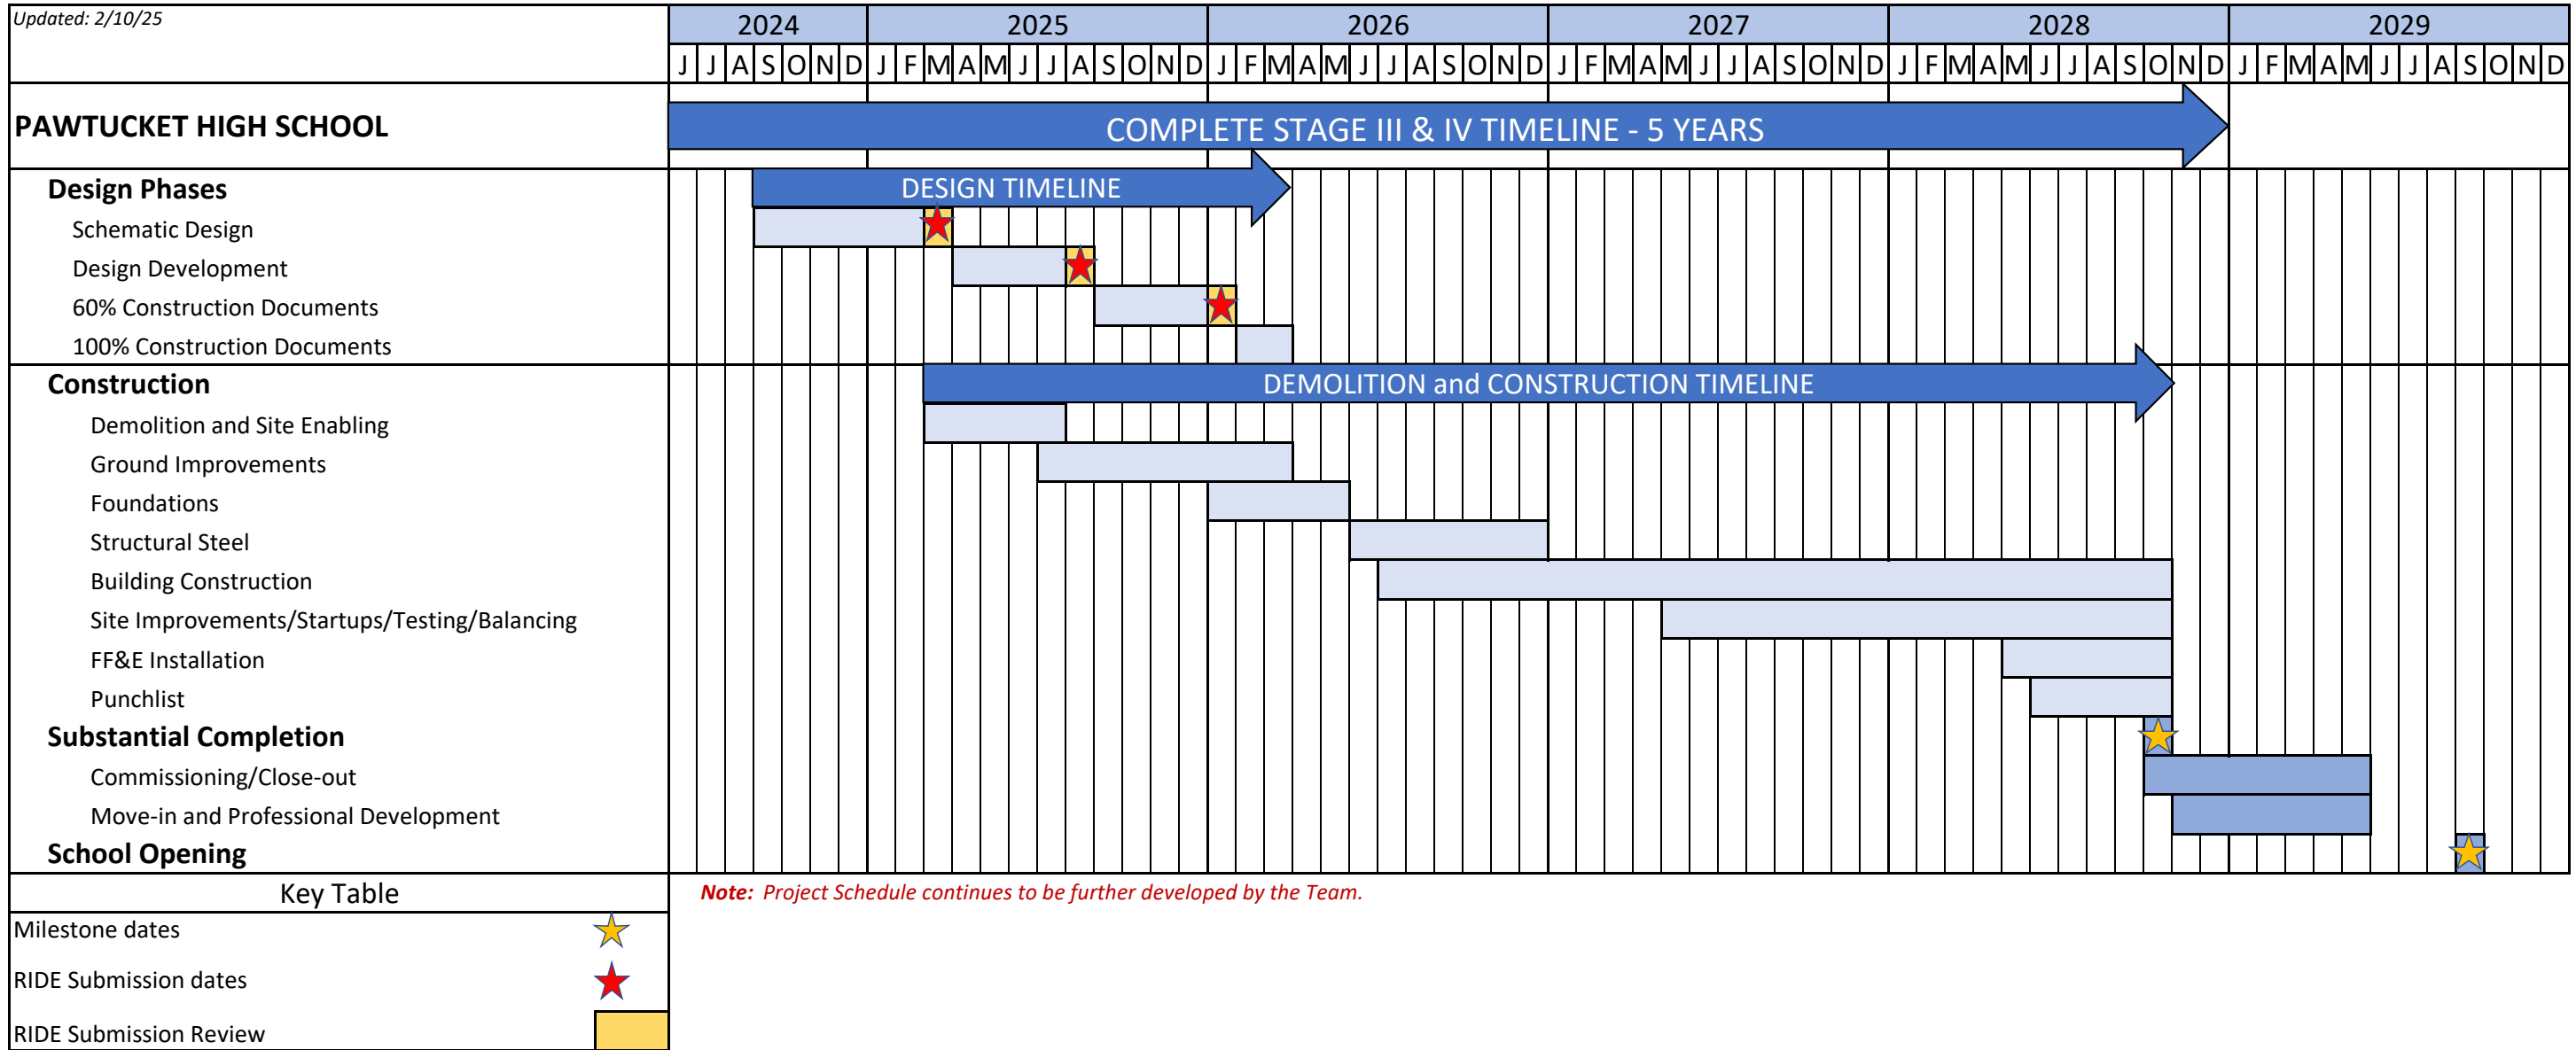 Updated: 2/10/25
2024 2025 2026 2027 2028 2029
J J A S O N D J F M A M J J A S O N D J F M A M J J A S O N D J F M A M J J A S O N D J F M A M J J A S O N D J F M A M J J A S O N D
PAWTUCKET HIGH SCHOOL
COMPLETE STAGE III & IV TIMELINE - 5 YEARS
Design Phases
DESIGN TIMELINE
Schematic Design
Design Development
60% Construction Documents
100% Construction Documents
Construction
DEMOLITION and CONSTRUCTION TIMELINE
Demolition and Site Enabling
Ground Improvements
Foundations
Structural Steel
Building Construction
Site Improvements/Startups/Testing/Balancing
FF&E Installation
Punchlist
Substantial Completion
Commissioning/Close-out
Move-in and Professional Development
School Opening
Key Table
Note: Project Schedule continues to be further developed by the Team.
Milestone dates
RIDE Submission dates
RIDE Submission Review